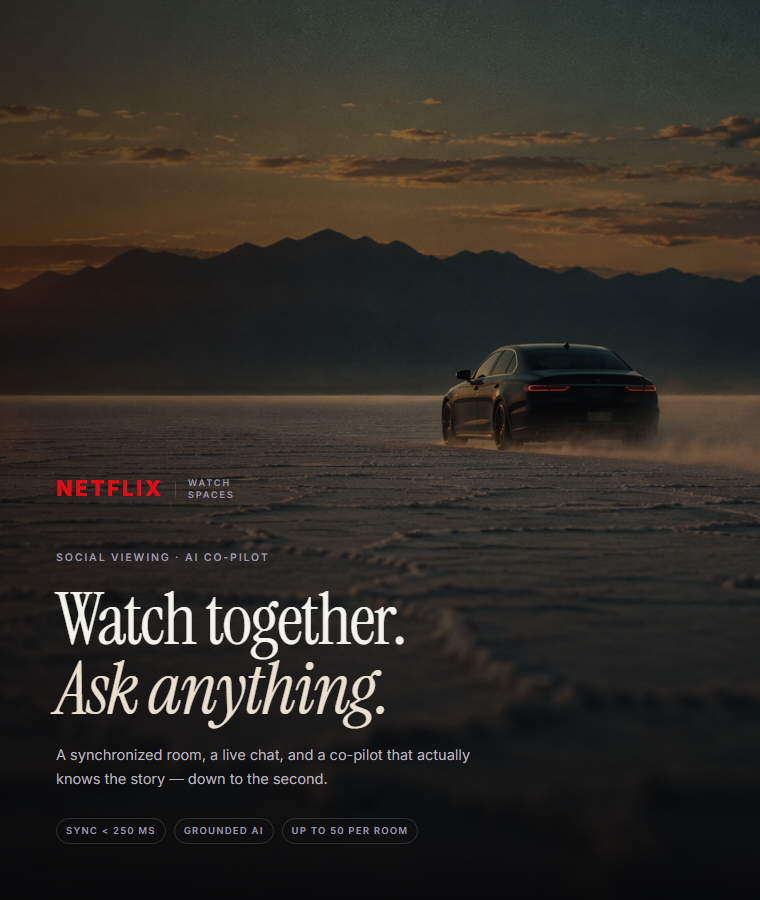 NETFLIX
WATCH
SPACES
SOCIAL VIEWING · AI CO-PILOT
Watch together.
Ask anything.
A synchronized room, a live chat, and a co-pilot that actually
knows the story — down to the second.
SYNC < 250 MS
GROUNDED AI
UP TO 50 PER ROOM